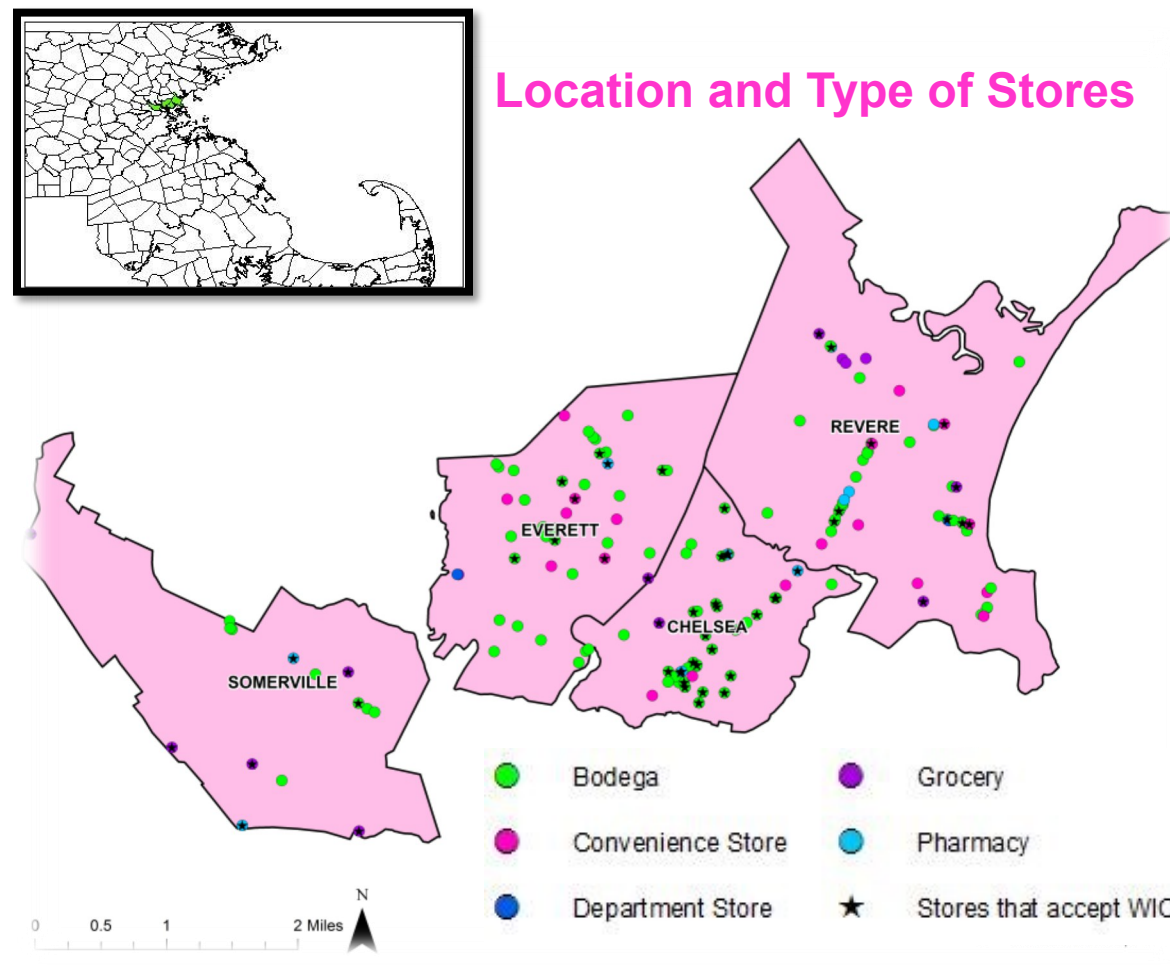 Location and Type of Stores
REVERE
EVERETT
CHELSEA
SOMERVILLE
Bodega
Grocery
Convenience Store
Pharmacy
Department Store
Stores that accept WIC
N
0 0.5 1 2 Miles